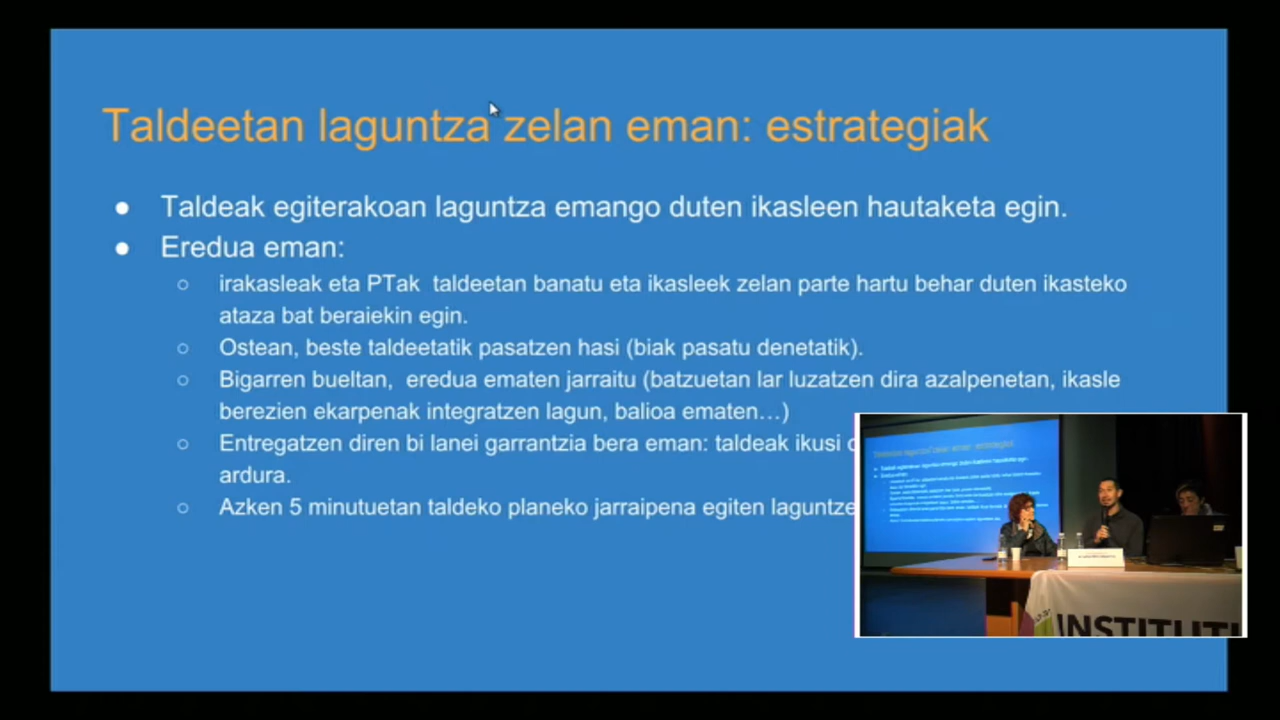 Taldeetan laguntza zelan eman: estrategiak
● Taldeak egiterakoan laguntza emango duten ikasleen hautaketa egin.
● Eredua eman:
○ irakasleak eta PTak taldeetan banatu eta ikasleek zelan parte hartu behar duten ikasteko
ataza bat beraiekin egin.
○ Ostean, beste taldeetatik pasatzen hasi (biak pasatu denetatik).
○ Bigarren bueltan, eredua ematen jarraitu (batzuetan lar luzatzen dira azalpenetan, ikasle
berezien ekarpenak integratzen lagun, balioa ematen…)
○ Entregatzen diren bi lanei garrantzia bera eman: taldeak ikusi
ardura.
○ Azken 5 minutuetan taldeko planeko jarraipena egiten laguntze
INSTITUTI